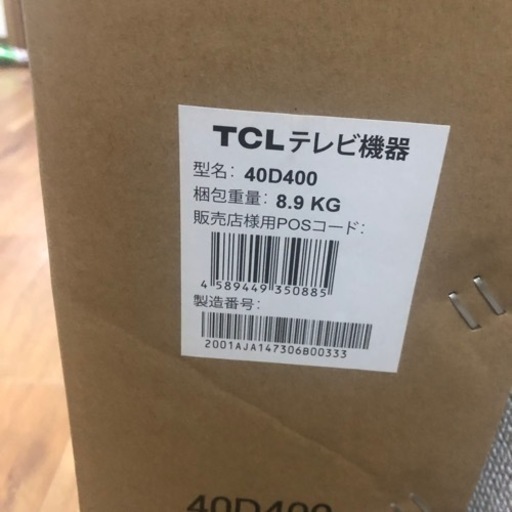 TCLテレビ機器
型名: 40D400
梱包重量: 8.9 KG
販売店様用POSコード:
4 589449 350885
製造番号:
2001AJA147306B00333
40D400